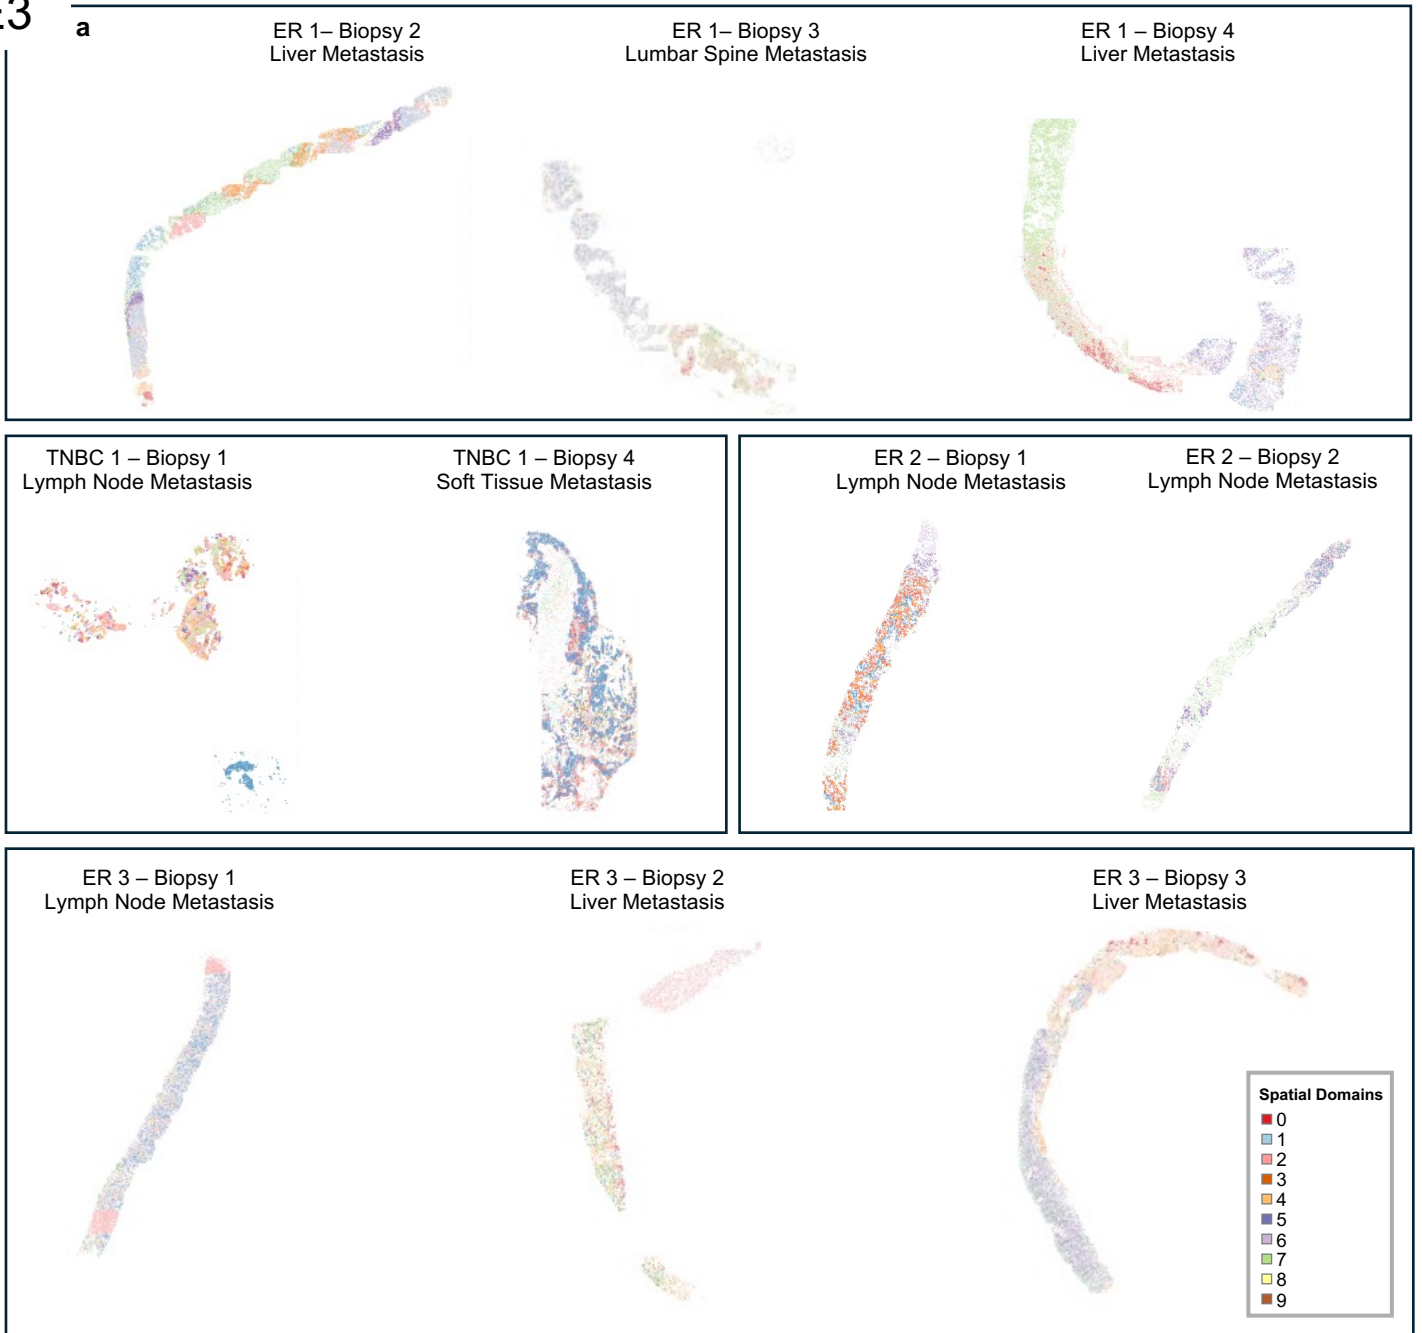 a
ER 1– Biopsy 2
Liver Metastasis
ER 1– Biopsy 3
Lumbar Spine Metastasis
ER 1 – Biopsy 4
Liver Metastasis
TNBC 1 – Biopsy 1
Lymph Node Metastasis
TNBC 1 – Biopsy 4
Soft Tissue Metastasis
ER 2 – Biopsy 1
Lymph Node Metastasis
ER 2 – Biopsy 2
Lymph Node Metastasis
ER 3 – Biopsy 1
Lymph Node Metastasis
ER 3 – Biopsy 2
Liver Metastasis
ER 3 – Biopsy 3
Liver Metastasis
Spatial Domains
0
1
2
3
4
5
6
7
8
9